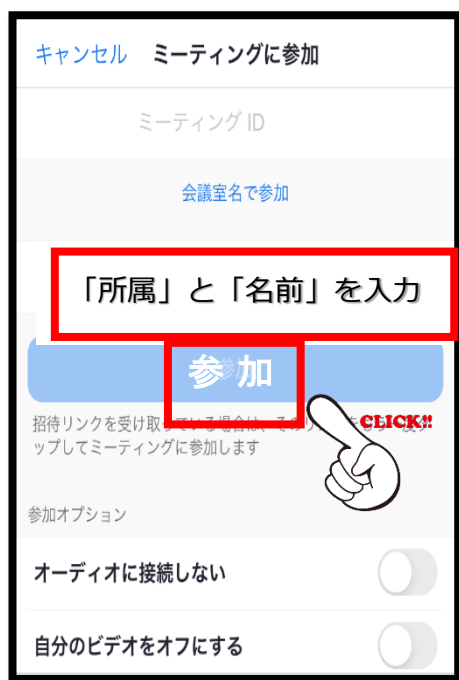 キャンセル ミーティングに参加
ミーティング ID
会議室名で参加
「所属」と「名前」を入力
参加
招待リンクを受け取っている場合は、そのリ
ップしてミーティングに参加します
CLICK!!
参加オプション
オーディオに接続しない
自分のビデオをオフにする